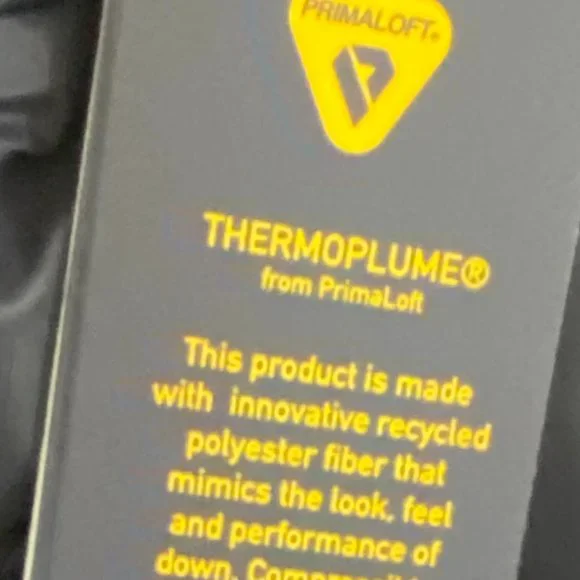 PRIMALOFT®
THERMOPLUME®
from PrimaLoft
This product is made
with innovative recycled
polyester fiber that
mimics the look, feel
and performance of
down.